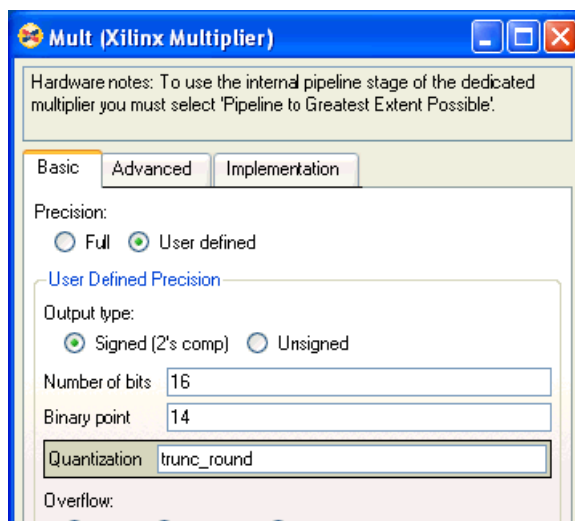 Mult (Xilinx Multiplier)
Hardware notes: To use the internal pipeline stage of the dedicated
multiplier you must select 'Pipeline to Greatest Extent Possible'.
Basic Advanced Implementation
Precision:
Full User defined
User Defined Precision
Output type:
Signed (2's comp) Unsigned
Number of bits 16
Binary point 14
Quantization trunc_round
Overflow: